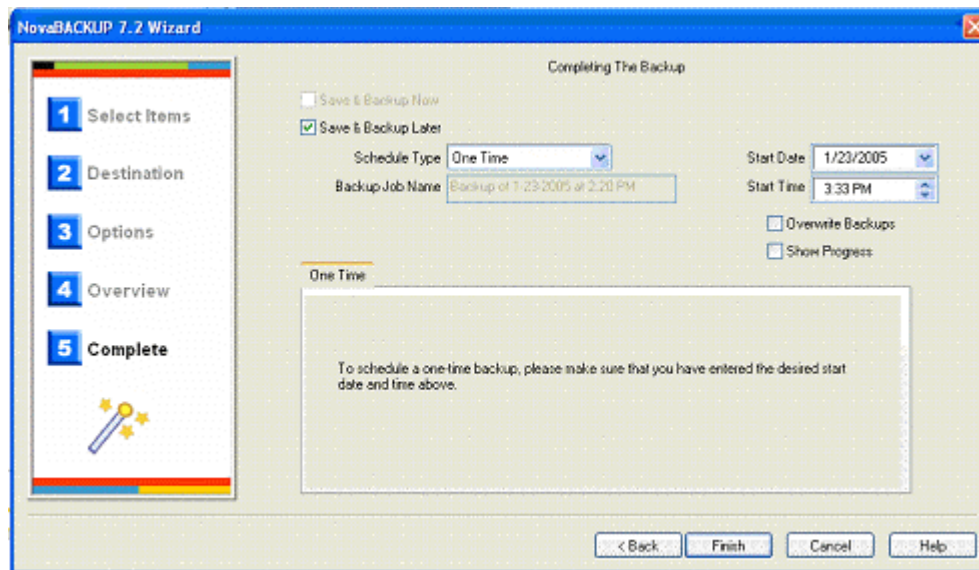 NovaBACKUP 7.2 Wizard
Completing The Backup
1 Select Items
2 Destination
3 Options
4 Overview
5 Complete
Save & Backup Now
Save & Backup Later
Schedule Type One Time
Start Date 1/23/2005
Backup Job Name Backup of 1-23-2005 at 2:20 PM
Start Time 3:33 PM
Overwrite Backups
Show Progress
One Time
To schedule a one-time backup, please make sure that you have entered the desired start
date and time above.
< Back Finish Cancel Help